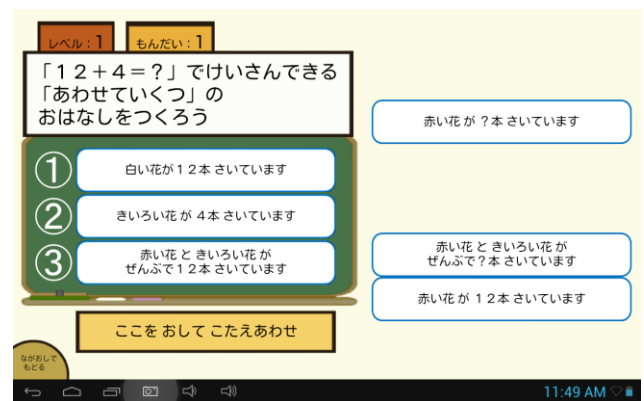 レベル：1
もんだい：1
「１２＋４＝？」でけいさんできる
「あわせていくつ」の
おはなしをつくろう
① 白い花が１２本 さいています
② きいろい花 が 4本 さいています
③ 赤い花 と きいろい花 が
ぜんぶで１２本 さいています
赤い花 が ？本 さいています
赤い花 と きいろい花 が
ぜんぶで？本 さいています
赤い花 が １２本 さいています
ここを おして こたえあわせ
ながおしで
もどる
11:49 AM